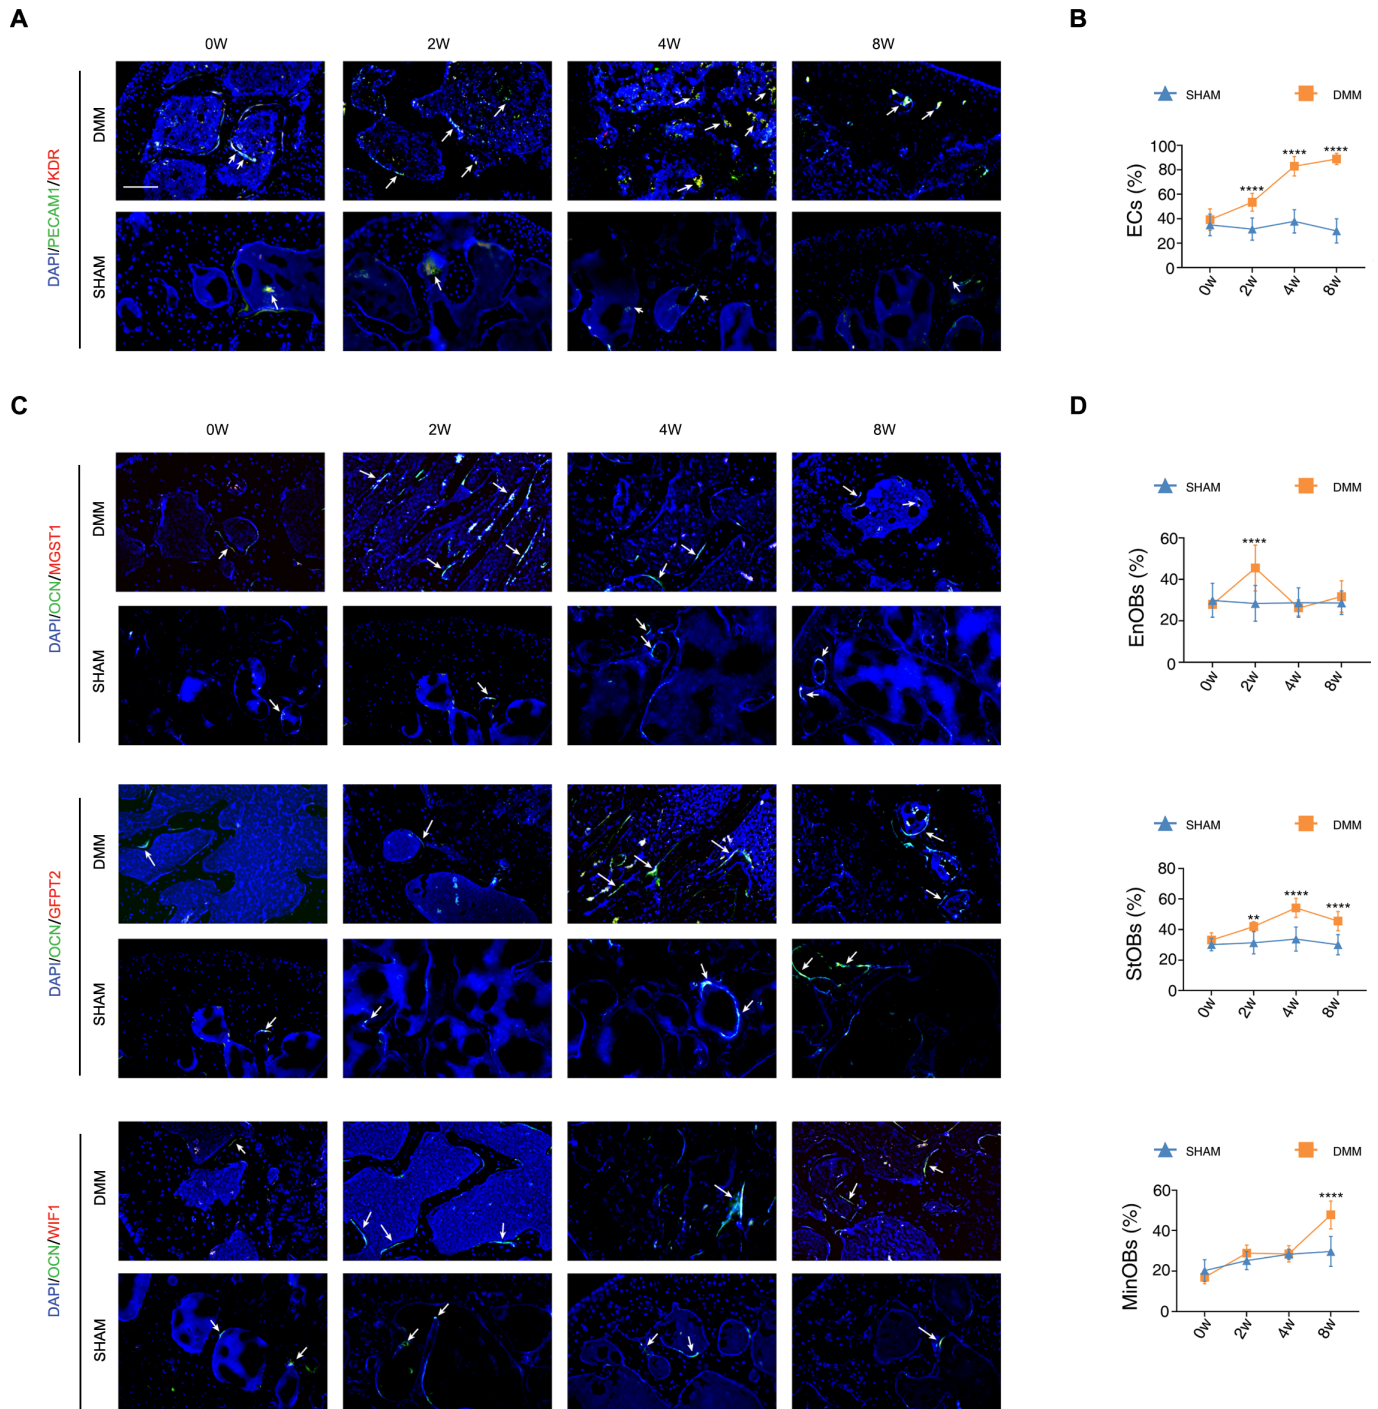 A
0W
2W
4W
8W
DAPI/PECAM1/KDR
DMM
SHAM
B
SHAM
DMM
ECs (%)
100
80
60
40
20
0
****
****
****
0w
2w
4w
8w
C
0W
2W
4W
8W
DAPI/OCN/MGST1
DMM
SHAM
DAPI/OCN/GFPT2
DMM
SHAM
DAPI/OCN/WIF1
DMM
SHAM
D
SHAM
DMM
EnOBs (%)
60
40
20
0
****
0w
2w
4w
8w
SHAM
DMM
StOBs (%)
80
60
40
20
0
**
****
****
0w
2w
4w
8w
SHAM
DMM
MinOBs (%)
60
40
20
0
****
0w
2w
4w
8w